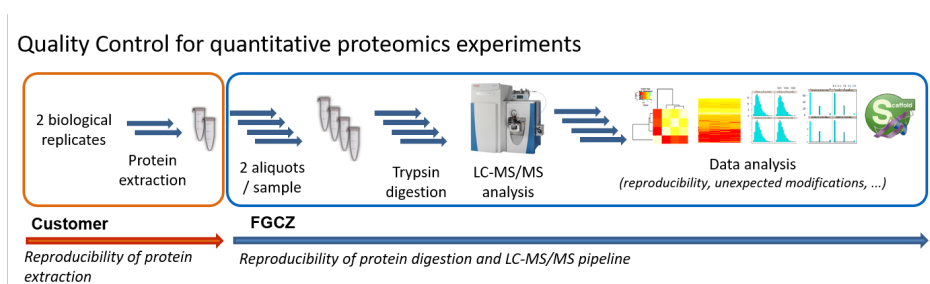 Quality Control for quantitative proteomics experiments
2 biological
replicates
Protein
extraction
2 aliquots
/ sample
Trypsin
digestion
LC-MS/MS
analysis
Data analysis
(reproducibility, unexpected modifications, ...)
Scaffold
Customer
FGCZ
Reproducibility of protein
extraction
Reproducibility of protein digestion and LC-MS/MS pipeline